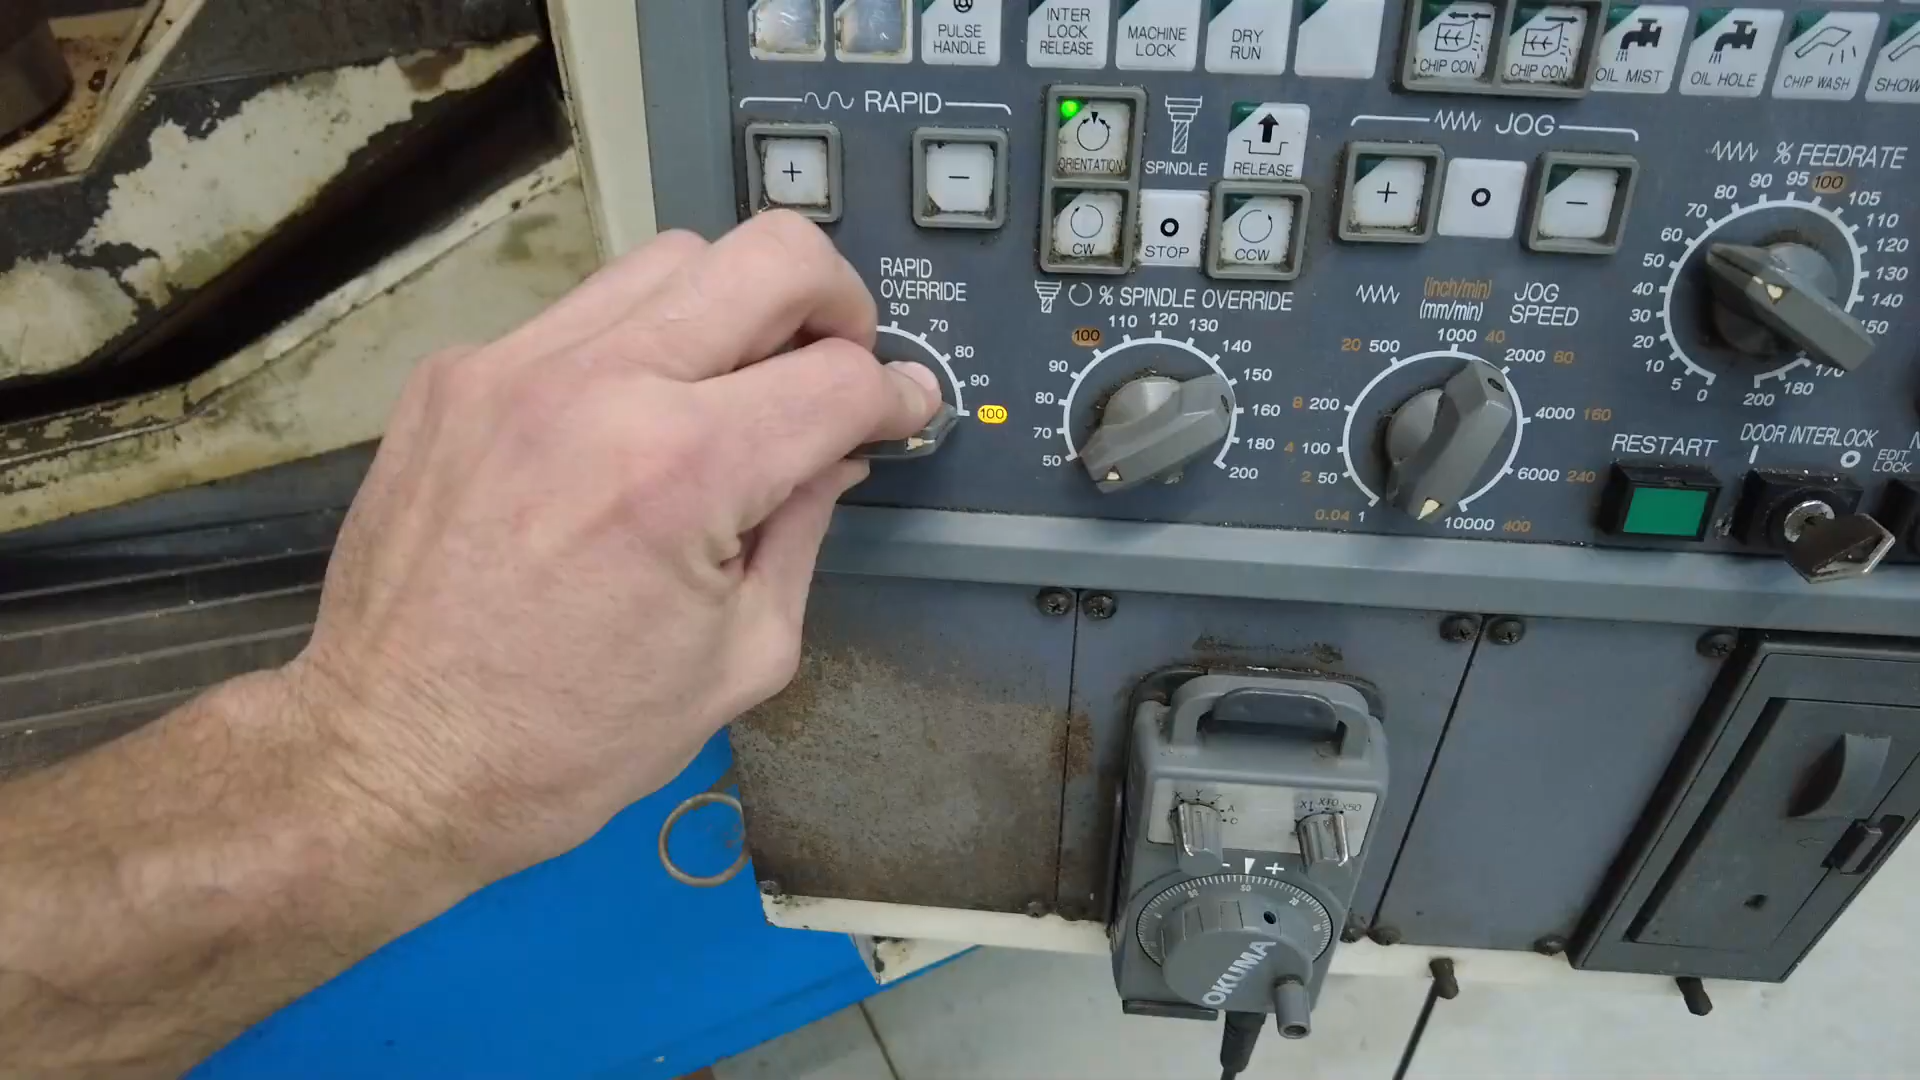 PULSE
HANDLE
INTER
LOCK
RELEASE
MACHINE
LOCK
DRY
RUN
CHIP CON
CHIP CON
OIL MIST
OIL HOLE
CHIP WASH
SHOW
RAPID
+
−
ORIENTATION
SPINDLE
RELEASE
CW
STOP
CCW
JOG
+
−
% FEEDRATE
0 5 10 20 30 40 50 60 70 80 90 95 100 105 110 120 130 140 150 170 180 200
RAPID
OVERRIDE
50 70 80 90 100
% SPINDLE OVERRIDE
50 70 80 90 100 110 120 130 140 150 160 180 200
(inch/min)
(mm/min)
JOG
SPEED
0.04 1
2 50
4 100
8 200
20 500
1000 40
2000 60
4000 160
6000 240
10000 400
RESTART
DOOR INTERLOCK
EDIT
LOCK
X Y Z A C
X1 X10 X50
− +
OKUMA